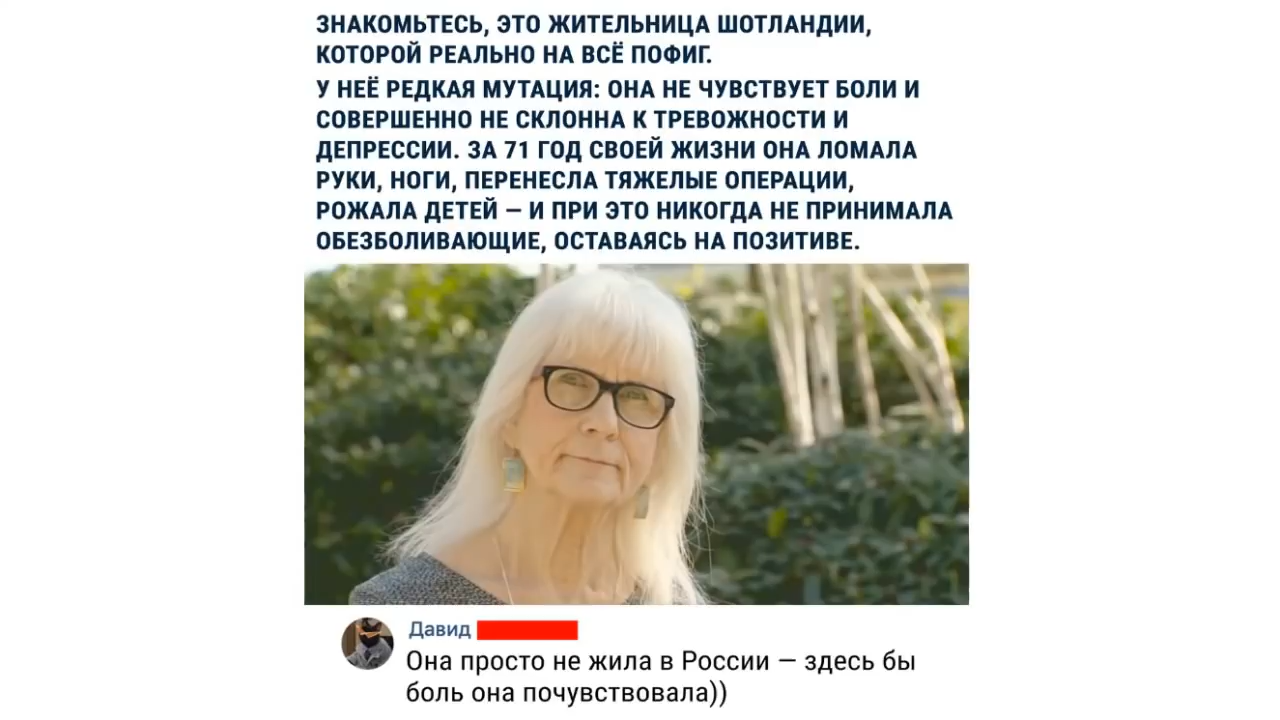 ЗНАКОМЬТЕСЬ, ЭТО ЖИТЕЛЬНИЦА ШОТЛАНДИИ,
КОТОРОЙ РЕАЛЬНО НА ВСЁ ПОФИГ.
У НЕЁ РЕДКАЯ МУТАЦИЯ: ОНА НЕ ЧУВСТВУЕТ БОЛИ И
СОВЕРШЕННО НЕ СКЛОННА К ТРЕВОЖНОСТИ И
ДЕПРЕССИИ. ЗА 71 ГОД СВОЕЙ ЖИЗНИ ОНА ЛОМАЛА
РУКИ, НОГИ, ПЕРЕНЕСЛА ТЯЖЕЛЫЕ ОПЕРАЦИИ,
РОЖАЛА ДЕТЕЙ – И ПРИ ЭТО НИКОГДА НЕ ПРИНИМАЛА
ОБЕЗБОЛИВАЮЩИЕ, ОСТАВАЯСЬ НА ПОЗИТИВЕ.
Давид
Она просто не жила в России – здесь бы
боль она почувствовала))